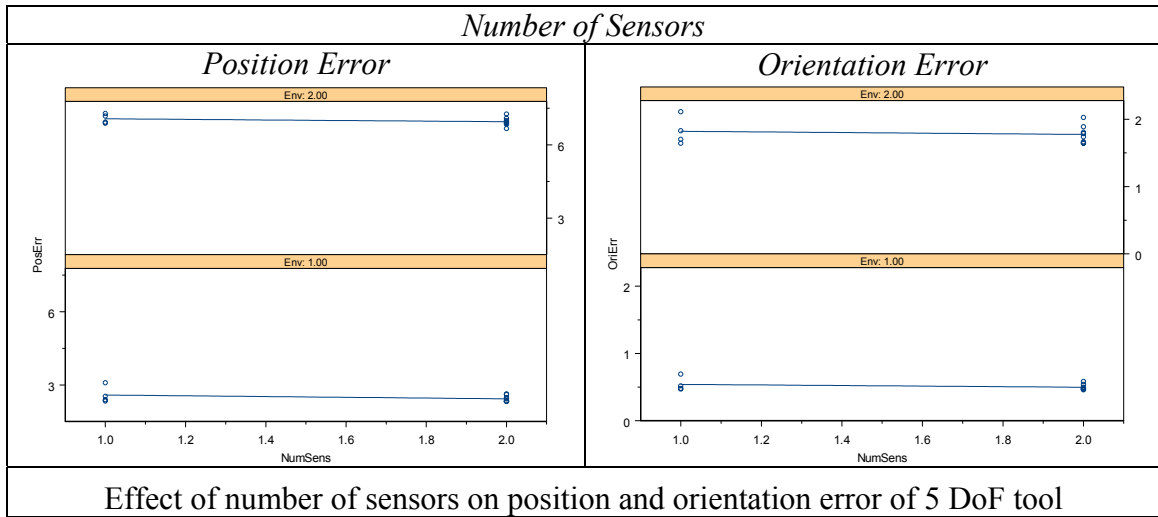 Number of Sensors
Position Error
Env: 2.00
6
3
PosErr
Env: 1.00
6
3
1.0 1.2 1.4 1.6 1.8 2.0
NumSens
Orientation Error
Env: 2.00
2
1
0
OriErr
Env: 1.00
2
1
0
1.0 1.2 1.4 1.6 1.8 2.0
NumSens
Effect of number of sensors on position and orientation error of 5 DoF tool